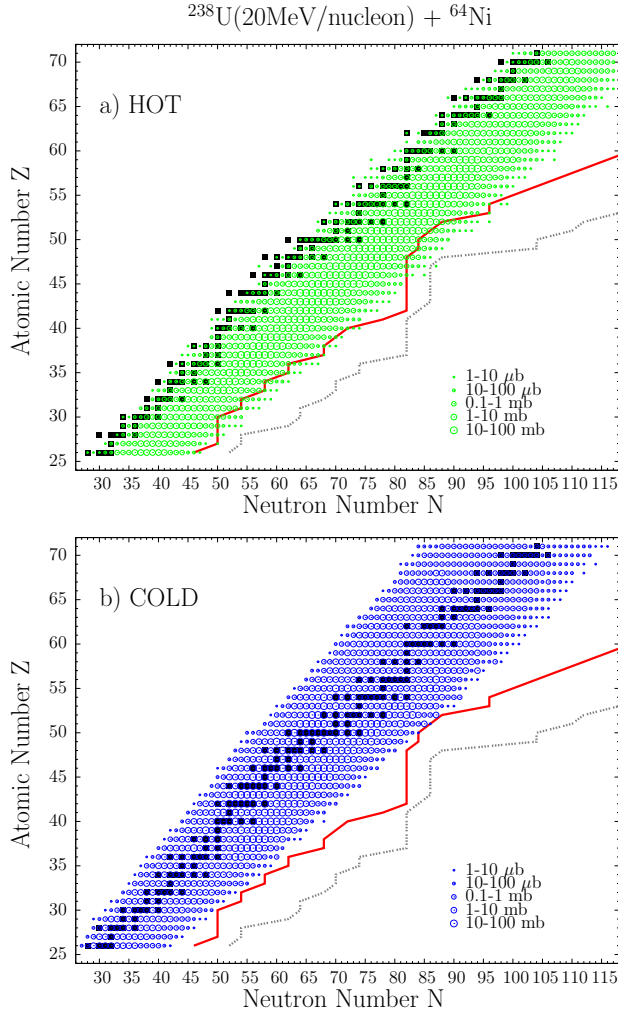 ²³⁸U(20MeV/nucleon) + ⁶⁴Ni
a) HOT
Atomic Number Z
70
65
60
55
50
45
40
35
30
25
1-10 μb
10-100 μb
0.1-1 mb
1-10 mb
10-100 mb
30 35 40 45 50 55 60 65 70 75 80 85 90 95 100 105 110 115
Neutron Number N
b) COLD
Atomic Number Z
70
65
60
55
50
45
40
35
30
25
1-10 μb
10-100 μb
0.1-1 mb
1-10 mb
10-100 mb
30 35 40 45 50 55 60 65 70 75 80 85 90 95 100 105 110 115
Neutron Number N